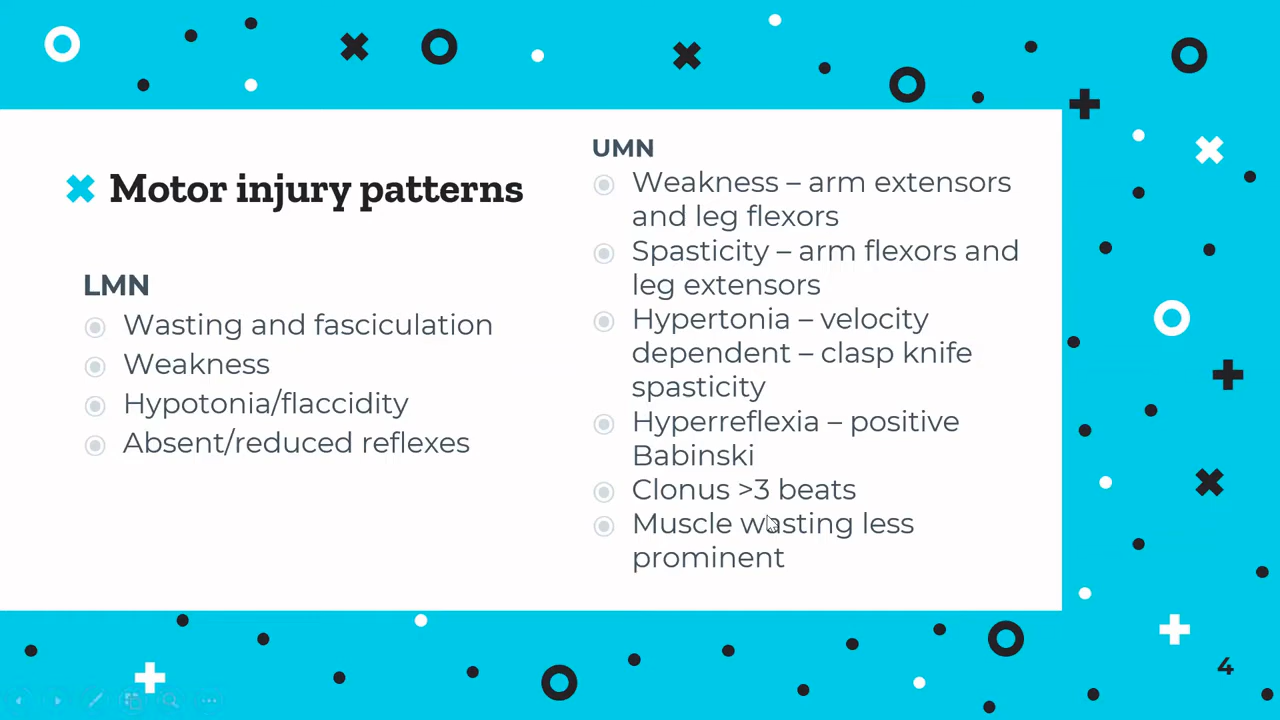 Motor injury patterns
LMN
Wasting and fasciculation
Weakness
Hypotonia/flaccidity
Absent/reduced reflexes
UMN
Weakness – arm extensors
and leg flexors
Spasticity – arm flexors and
leg extensors
Hypertonia – velocity
dependent – clasp knife
spasticity
Hyperreflexia – positive
Babinski
Clonus >3 beats
Muscle wasting less
prominent
4